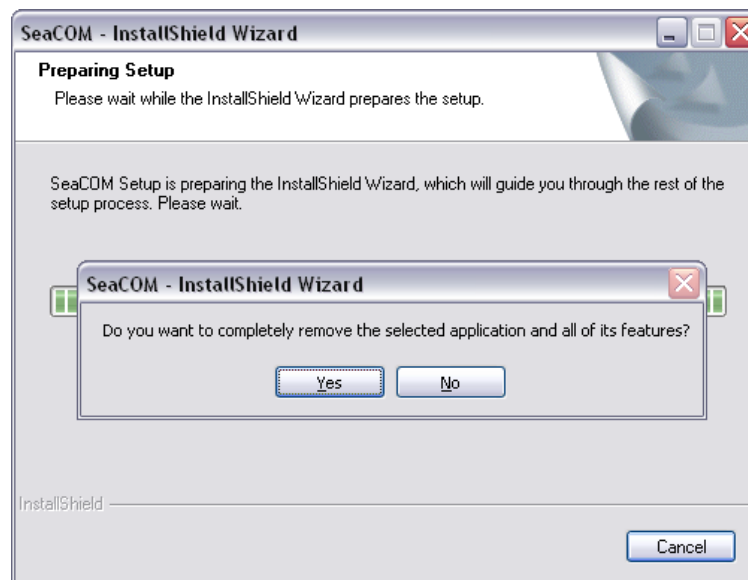 SeaCOM - InstallShield Wizard
Preparing Setup
Please wait while the InstallShield Wizard prepares the setup.
SeaCOM Setup is preparing the InstallShield Wizard, which will guide you through the rest of the
setup process. Please wait.
SeaCOM - InstallShield Wizard
Do you want to completely remove the selected application and all of its features?
Yes No
InstallShield
Cancel